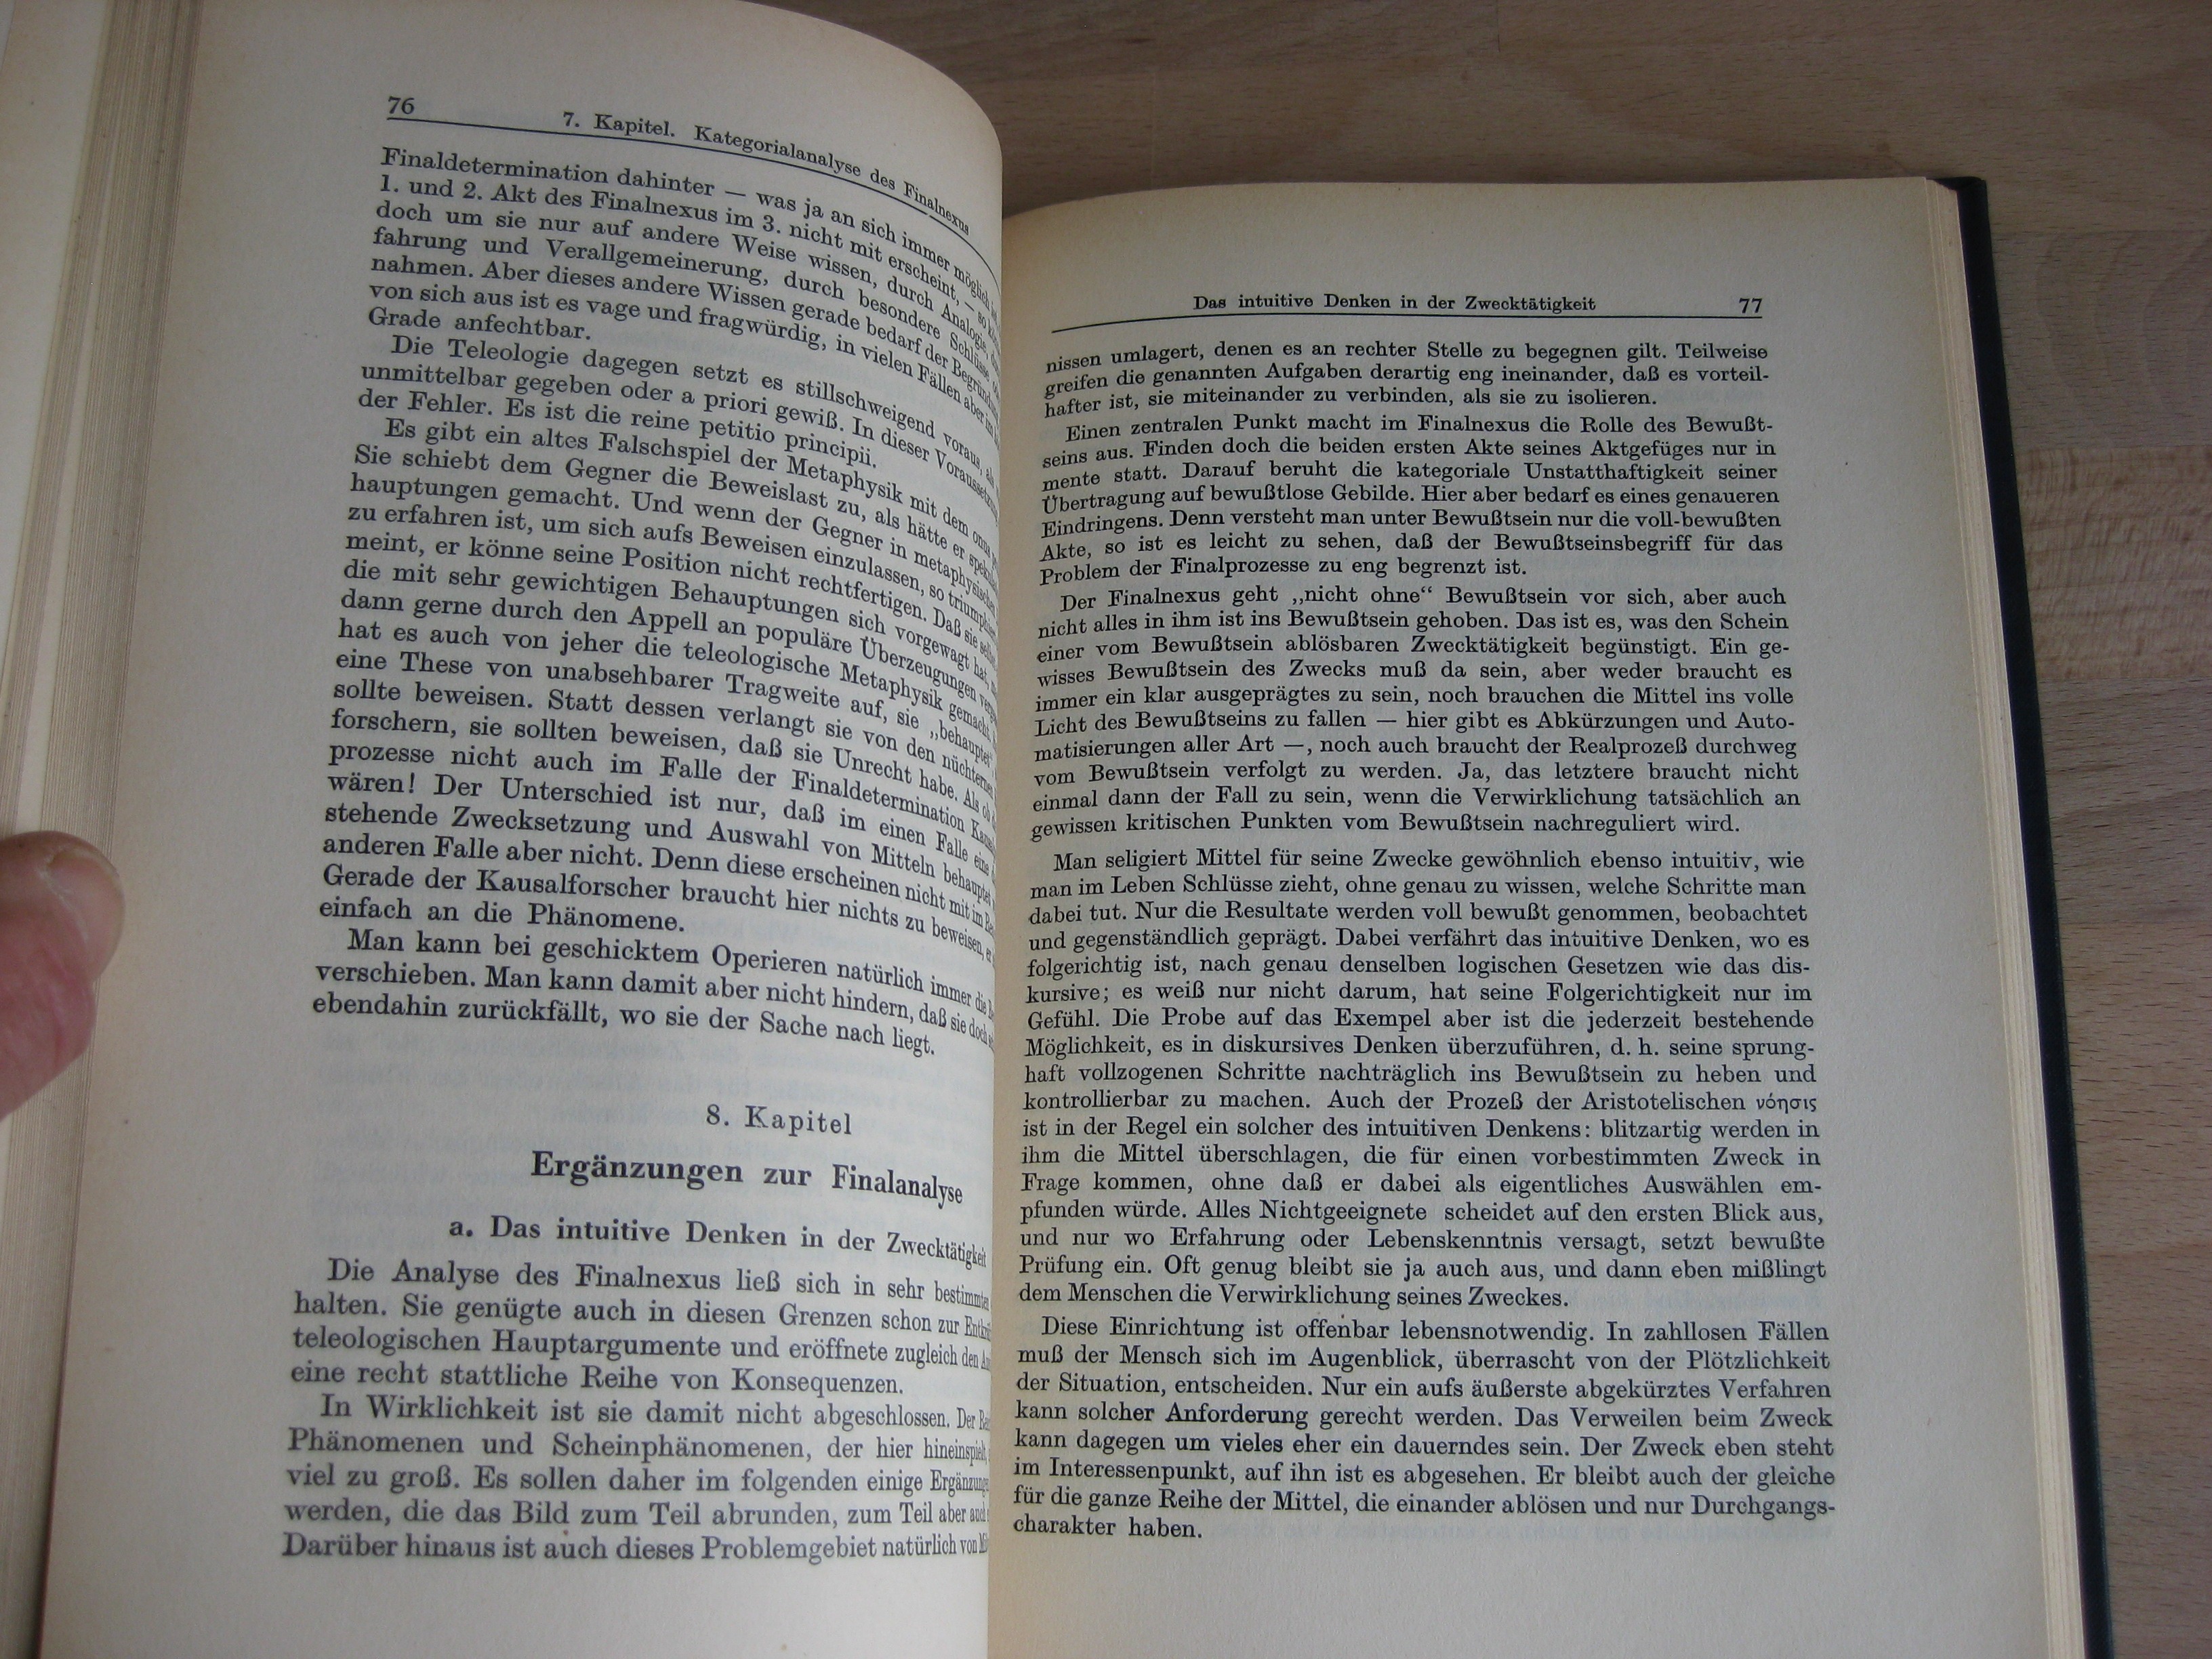 76
7. Kapitel. Kategorialanalyse des Finalnexus
Finaldetermination dahinter — was ja an sich immer möglich
1. und 2. Akt des Finalnexus im 3. nicht mit erscheint, — so
doch um sie nur auf andere Weise wissen, durch Analogie,
fahrung und Verallgemeinerung, durch besondere Schlüsse
nahmen. Aber dieses andere Wissen gerade bedarf der Begründung
von sich aus ist es vage und fragwürdig, in vielen Fällen aber im
Grade anfechtbar.
Die Teleologie dagegen setzt es stillschweigend voraus, als
unmittelbar gegeben oder a priori gewiß. In dieser Voraussetzung
der Fehler. Es ist die reine petitio principii.
Es gibt ein altes Falschspiel der Metaphysik mit dem onus
Sie schiebt dem Gegner die Beweislast zu, als hätte er
hauptungen gemacht. Und wenn der Gegner in metaphysischen
zu erfahren ist, um sich aufs Beweisen einzulassen, so
meint, er könne seine Position nicht rechtfertigen. Daß sie
die mit sehr gewichtigen Behauptungen sich vorgewagt hat,
dann gerne durch den Appell an populäre Überzeugungen
hat es auch von jeher die teleologische Metaphysik gemacht.
eine These von unabsehbarer Tragweite auf, sie „behauptet“
sollte beweisen. Statt dessen verlangt sie von den nüchternen
forschern, sie sollten beweisen, daß sie Unrecht habe. Als ob
prozesse nicht auch im Falle der Finaldetermination
wären! Der Unterschied ist nur, daß im einen Falle eine
stehende Zwecksetzung und Auswahl von Mitteln behauptet
anderen Falle aber nicht. Denn diese erscheinen nicht mit im
Gerade der Kausalforscher braucht hier nichts zu beweisen, er
einfach an die Phänomene.
Man kann bei geschicktem Operieren natürlich immer die
verschieben. Man kann damit aber nicht hindern, daß sie doch
ebendahin zurückfällt, wo sie der Sache nach liegt.
8. Kapitel
Ergänzungen zur Finalanalyse
a. Das intuitive Denken in der Zwecktätigkeit
Die Analyse des Finalnexus ließ sich in sehr
halten. Sie genügte auch in diesen Grenzen schon zur
teleologischen Hauptargumente und eröffnete zugleich den
eine recht stattliche Reihe von Konsequenzen.
In Wirklichkeit ist sie damit nicht abgeschlossen. Der
Phänomenen und Scheinphänomenen, der hier hineinspielt,
viel zu groß. Es sollen daher im folgenden einige
werden, die das Bild zum Teil abrunden, zum Teil aber auch
Darüber hinaus ist auch dieses Problemgebiet natürlich von
Das intuitive Denken in der Zwecktätigkeit
77
nissen umlagert, denen es an rechter Stelle zu begegnen gilt. Teilweise
greifen die genannten Aufgaben derartig eng ineinander, daß es vorteil-
hafter ist, sie miteinander zu verbinden, als sie zu isolieren.
Einen zentralen Punkt macht im Finalnexus die Rolle des Bewußt-
seins aus. Finden doch die beiden ersten Akte seines Aktgefüges nur in
mente statt. Darauf beruht die kategoriale Unstatthaftigkeit seiner
Übertragung auf bewußtlose Gebilde. Hier aber bedarf es eines genaueren
Eindringens. Denn versteht man unter Bewußtsein nur die voll-bewußten
Akte, so ist es leicht zu sehen, daß der Bewußtseinsbegriff für das
Problem der Finalprozesse zu eng begrenzt ist.
Der Finalnexus geht „nicht ohne“ Bewußtsein vor sich, aber auch
nicht alles in ihm ist ins Bewußtsein gehoben. Das ist es, was den Schein
einer vom Bewußtsein ablösbaren Zwecktätigkeit begünstigt. Ein ge-
wisses Bewußtsein des Zwecks muß da sein, aber weder braucht es
immer ein klar ausgeprägtes zu sein, noch brauchen die Mittel ins volle
Licht des Bewußtseins zu fallen — hier gibt es Abkürzungen und Auto-
matisierungen aller Art —, noch auch braucht der Realprozeß durchweg
vom Bewußtsein verfolgt zu werden. Ja, das letztere braucht nicht
einmal dann der Fall zu sein, wenn die Verwirklichung tatsächlich an
gewissen kritischen Punkten vom Bewußtsein nachreguliert wird.
Man seligiert Mittel für seine Zwecke gewöhnlich ebenso intuitiv, wie
man im Leben Schlüsse zieht, ohne genau zu wissen, welche Schritte man
dabei tut. Nur die Resultate werden voll bewußt genommen, beobachtet
und gegenständlich geprägt. Dabei verfährt das intuitive Denken, wo es
folgerichtig ist, nach genau denselben logischen Gesetzen wie das dis-
kursive; es weiß nur nicht darum, hat seine Folgerichtigkeit nur im
Gefühl. Die Probe auf das Exempel aber ist die jederzeit bestehende
Möglichkeit, es in diskursives Denken überzuführen, d. h. seine sprung-
haft vollzogenen Schritte nachträglich ins Bewußtsein zu heben und
kontrollierbar zu machen. Auch der Prozeß der Aristotelischen νόησις
ist in der Regel ein solcher des intuitiven Denkens: blitzartig werden in
ihm die Mittel überschlagen, die für einen vorbestimmten Zweck in
Frage kommen, ohne daß er dabei als eigentliches Auswählen em-
pfunden würde. Alles Nichtgeeignete scheidet auf den ersten Blick aus,
und nur wo Erfahrung oder Lebenskenntnis versagt, setzt bewußte
Prüfung ein. Oft genug bleibt sie ja auch aus, und dann eben mißlingt
dem Menschen die Verwirklichung seines Zweckes.
Diese Einrichtung ist offenbar lebensnotwendig. In zahllosen Fällen
muß der Mensch sich im Augenblick, überrascht von der Plötzlichkeit
der Situation, entscheiden. Nur ein aufs äußerste abgekürztes Verfahren
kann solcher Anforderung gerecht werden. Das Verweilen beim Zweck
kann dagegen um vieles eher ein dauerndes sein. Der Zweck eben steht
im Interessenpunkt, auf ihn ist es abgesehen. Er bleibt auch der gleiche
für die ganze Reihe der Mittel, die einander ablösen und nur Durchgangs-
charakter haben.